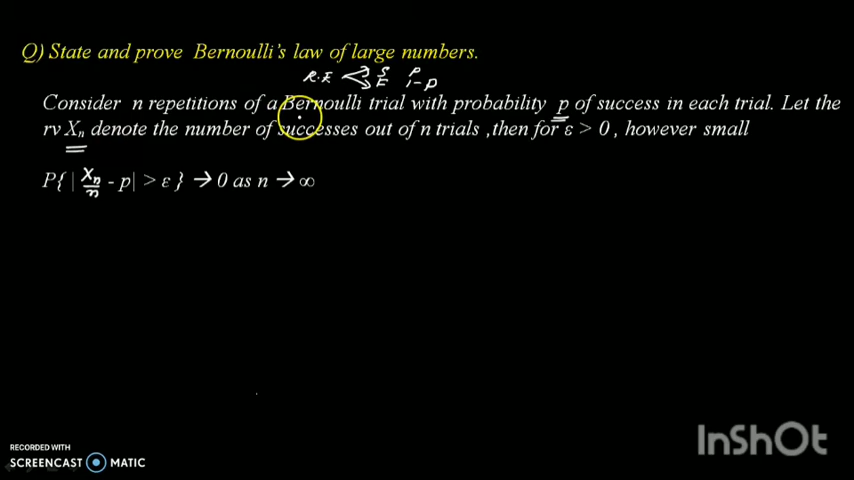 Q) State and prove Bernoulli's law of large numbers.
R.E < S P
F 1-p
Consider n repetitions of a Bernoulli trial with probability p of success in each trial. Let the
rv Xn denote the number of successes out of n trials ,then for ε > 0 , however small
P{ | Xn/n - p| > ε } → 0 as n → ∞
InShOt
RECORDED WITH
SCREENCAST MATIC